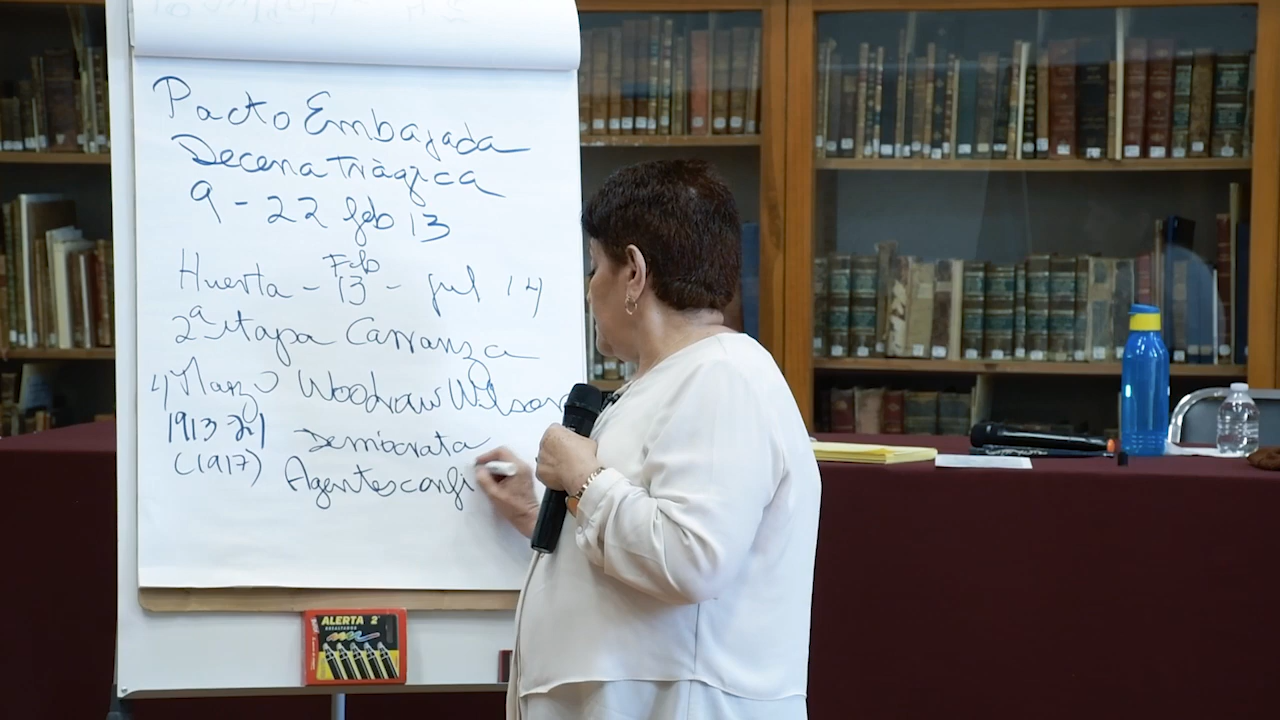 Pacto Embajada
Decena Trágica
9 - 22 feb 13
Huerta - Feb 13 - jul 14
2ª etapa Carranza
4 Marzo Woodraw Wilson
1913 21
(1917)
Demócrata
Agentes confi
ALERTA 2